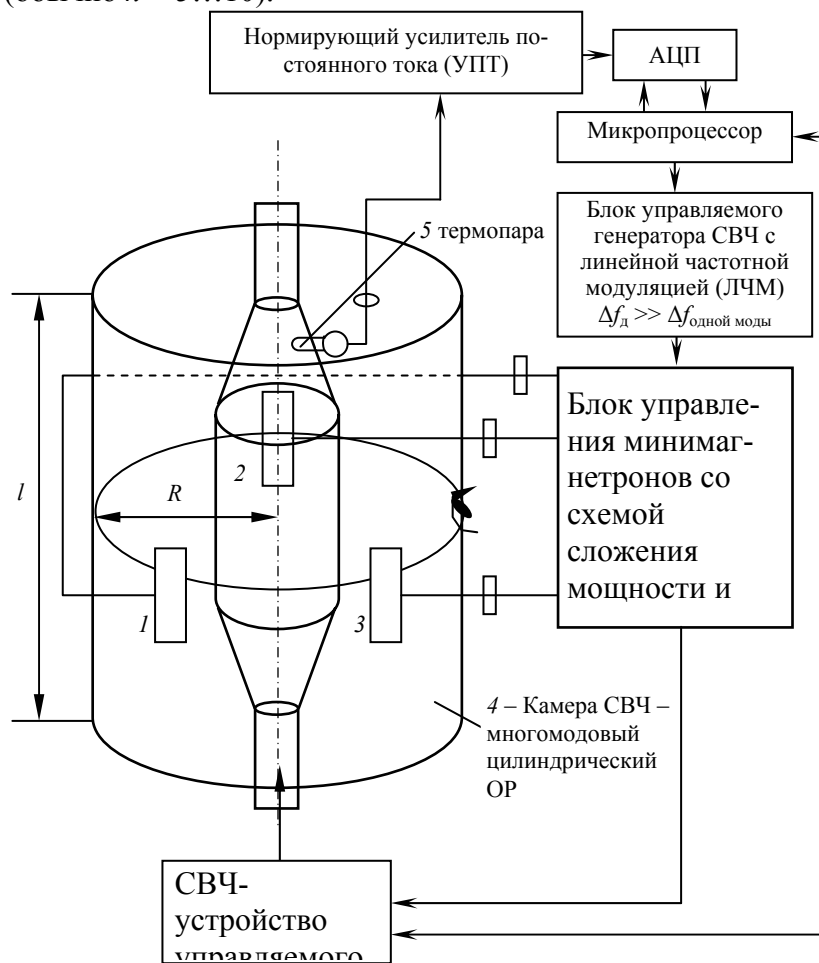 Нормирующий усилитель по-
стоянного тока (УПТ)
АЦП
Микропроцессор
Блок управляемого
генератора СВЧ с
линейной частотной
модуляцией (ЛЧМ)
Δfд >> Δfодной моды
5 термопара
Блок управле-
ния минимаг-
нетронов со
схемой
сложения
мощности и
l
R
2
1
3
4 – Камера СВЧ –
многомодовый
цилиндрический
ОР
СВЧ-
устройство
управляемого